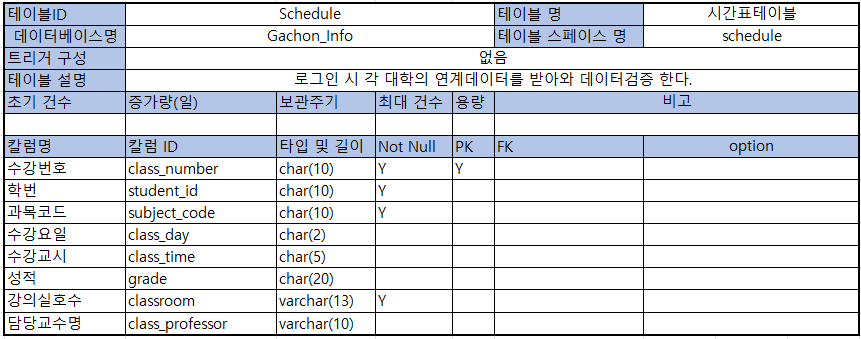 테이블ID Schedule 테이블 명 시간표테이블
데이터베이스명 Gachon_Info 테이블 스페이스 명 schedule
트리거 구성 없음
테이블 설명 로그인 시 각 대학의 연계데이터를 받아와 데이터검증 한다.
초기 건수 증가량(일) 보관주기 최대 건수 용량 비고
칼럼명 칼럼 ID 타입 및 길이 Not Null PK FK option
수강번호 class_number char(10) Y Y
학번 student_id char(10) Y
과목코드 subject_code char(10) Y
수강요일 class_day char(2)
수강교시 class_time char(5)
성적 grade char(20)
강의실호수 classroom varchar(13) Y
담당교수명 class_professor varchar(10)